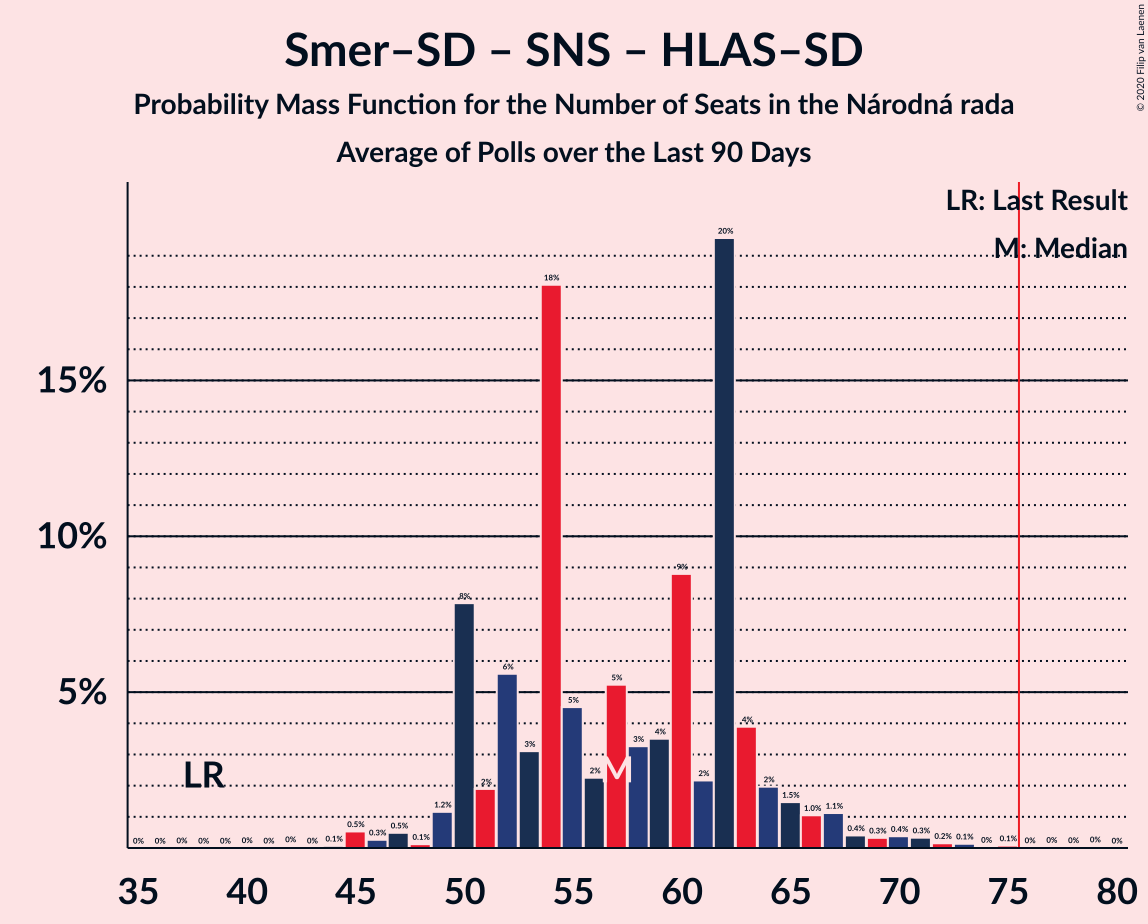 Smer–SD – SNS – HLAS–SD
Probability Mass Function for the Number of Seats in the Národná rada
Average of Polls over the Last 90 Days
© 2020 Filip van Laenen
LR: Last Result
M: Median
20%
18%
15%
10%
9%
8%
6%
5%
5%
5%
4%
4%
3%
3%
2%
2%
2%
2%
1.5%
1.2%
1.0%
1.1%
M
LR
0% 0% 0% 0% 0% 0% 0% 0% 0% 0.1% 0.5% 0.3% 0.5% 0.1% 0.4% 0.3% 0.4% 0.3% 0.2% 0.1% 0% 0.1% 0% 0% 0% 0% 0%
35 40 45 50 55 60 65 70 75 80